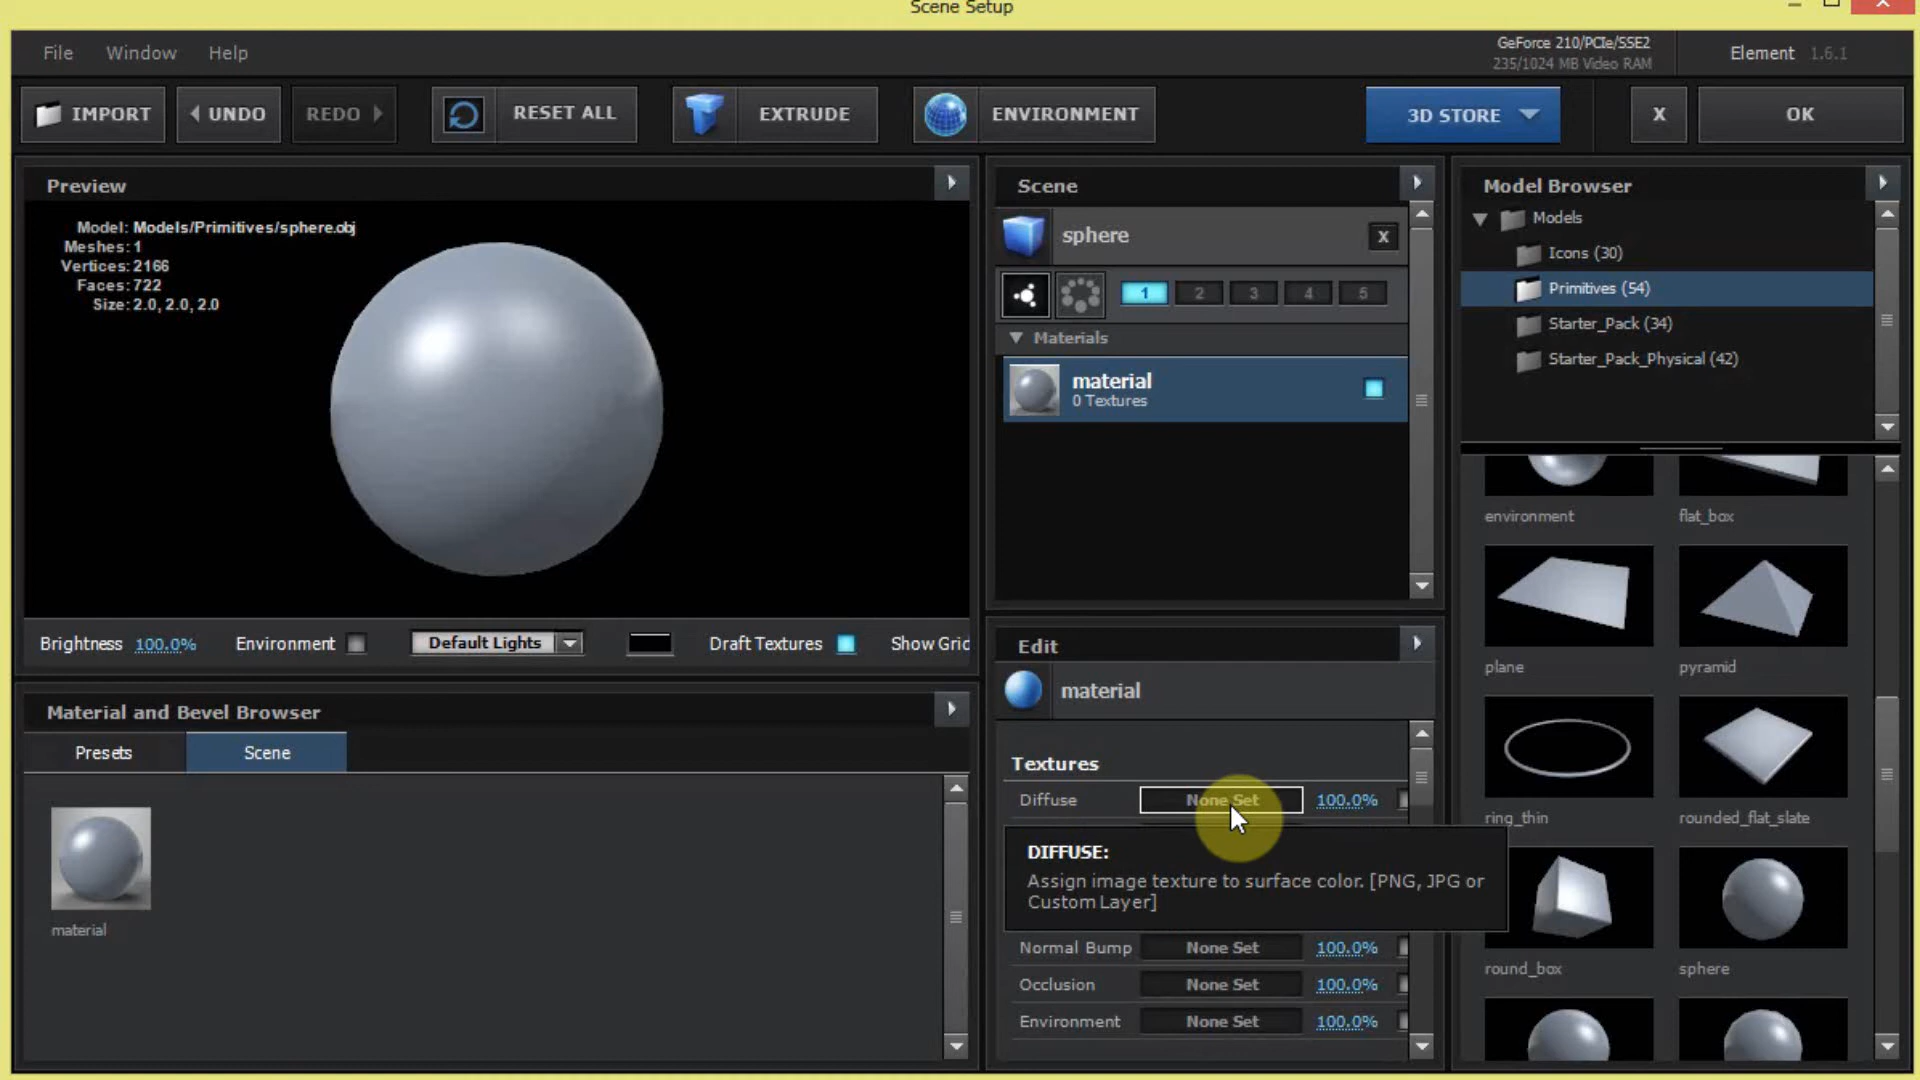 Scene Setup
File Window Help
GeForce 210/PCIe/SSE2
235/1024 MB Video RAM
Element 1.6.1
IMPORT
UNDO
REDO
RESET ALL
EXTRUDE
ENVIRONMENT
3D STORE
X
OK
Preview
Model: Models/Primitives/sphere.obj
Meshes: 1
Vertices: 2166
Faces: 722
Size: 2.0, 2.0, 2.0
Brightness 100.0% Environment Default Lights Draft Textures Show Grid
Material and Bevel Browser
Presets Scene
material
Scene
sphere
X
1 2 3 4 5
Materials
material
0 Textures
Edit
material
Textures
Diffuse None Set 100.0%
DIFFUSE:
Assign image texture to surface color. [PNG, JPG or
Custom Layer]
Normal Bump None Set 100.0%
Occlusion None Set 100.0%
Environment None Set 100.0%
Model Browser
Models
Icons (30)
Primitives (54)
Starter_Pack (34)
Starter_Pack_Physical (42)
environment flat_box
plane pyramid
ring_thin rounded_flat_slate
round_box sphere